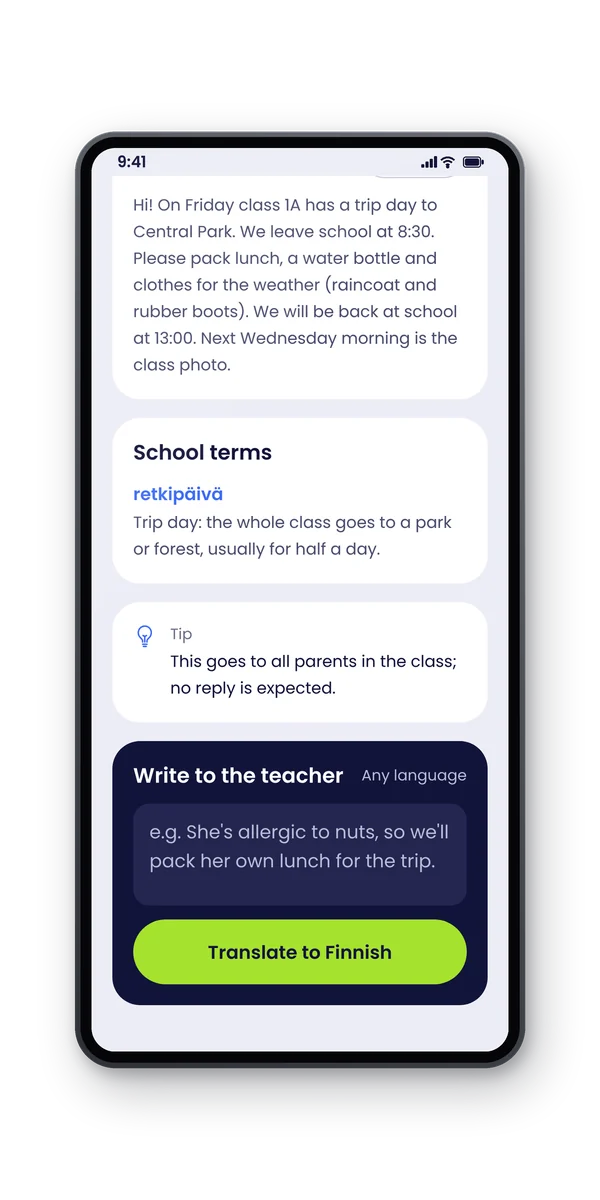 9:41
Hi! On Friday class 1A has a trip day to
Central Park. We leave school at 8:30.
Please pack lunch, a water bottle and
clothes for the weather (raincoat and
rubber boots). We will be back at school
at 13:00. Next Wednesday morning is the
class photo.
School terms
retkipäivä
Trip day: the whole class goes to a park
or forest, usually for half a day.
Tip
This goes to all parents in the class;
no reply is expected.
Write to the teacher Any language
e.g. She's allergic to nuts, so we'll
pack her own lunch for the trip.
Translate to Finnish